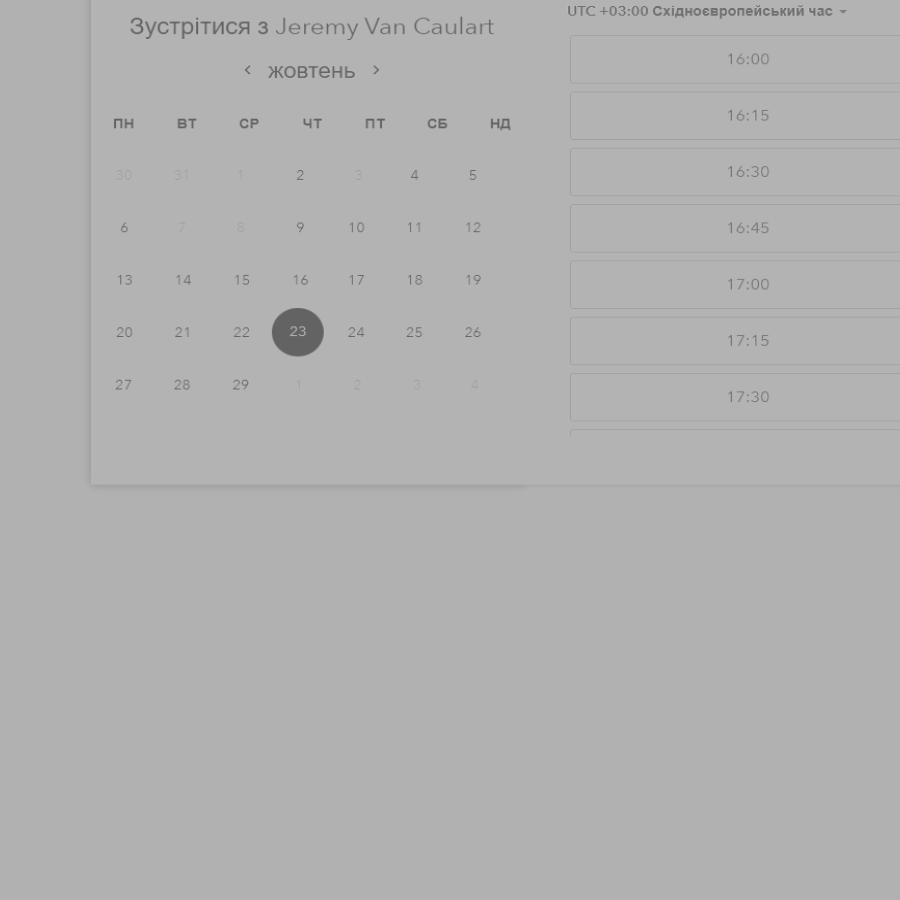 Зустрітися з Jeremy Van Caulart
жовтень
ПН ВТ СР ЧТ ПТ СБ НД
30 31 1 2 3 4 5
6 7 8 9 10 11 12
13 14 15 16 17 18 19
20 21 22 23 24 25 26
27 28 29 1 2 3 4
UTC +03:00 Східноєвропейський час
16:00
16:15
16:30
16:45
17:00
17:15
17:30